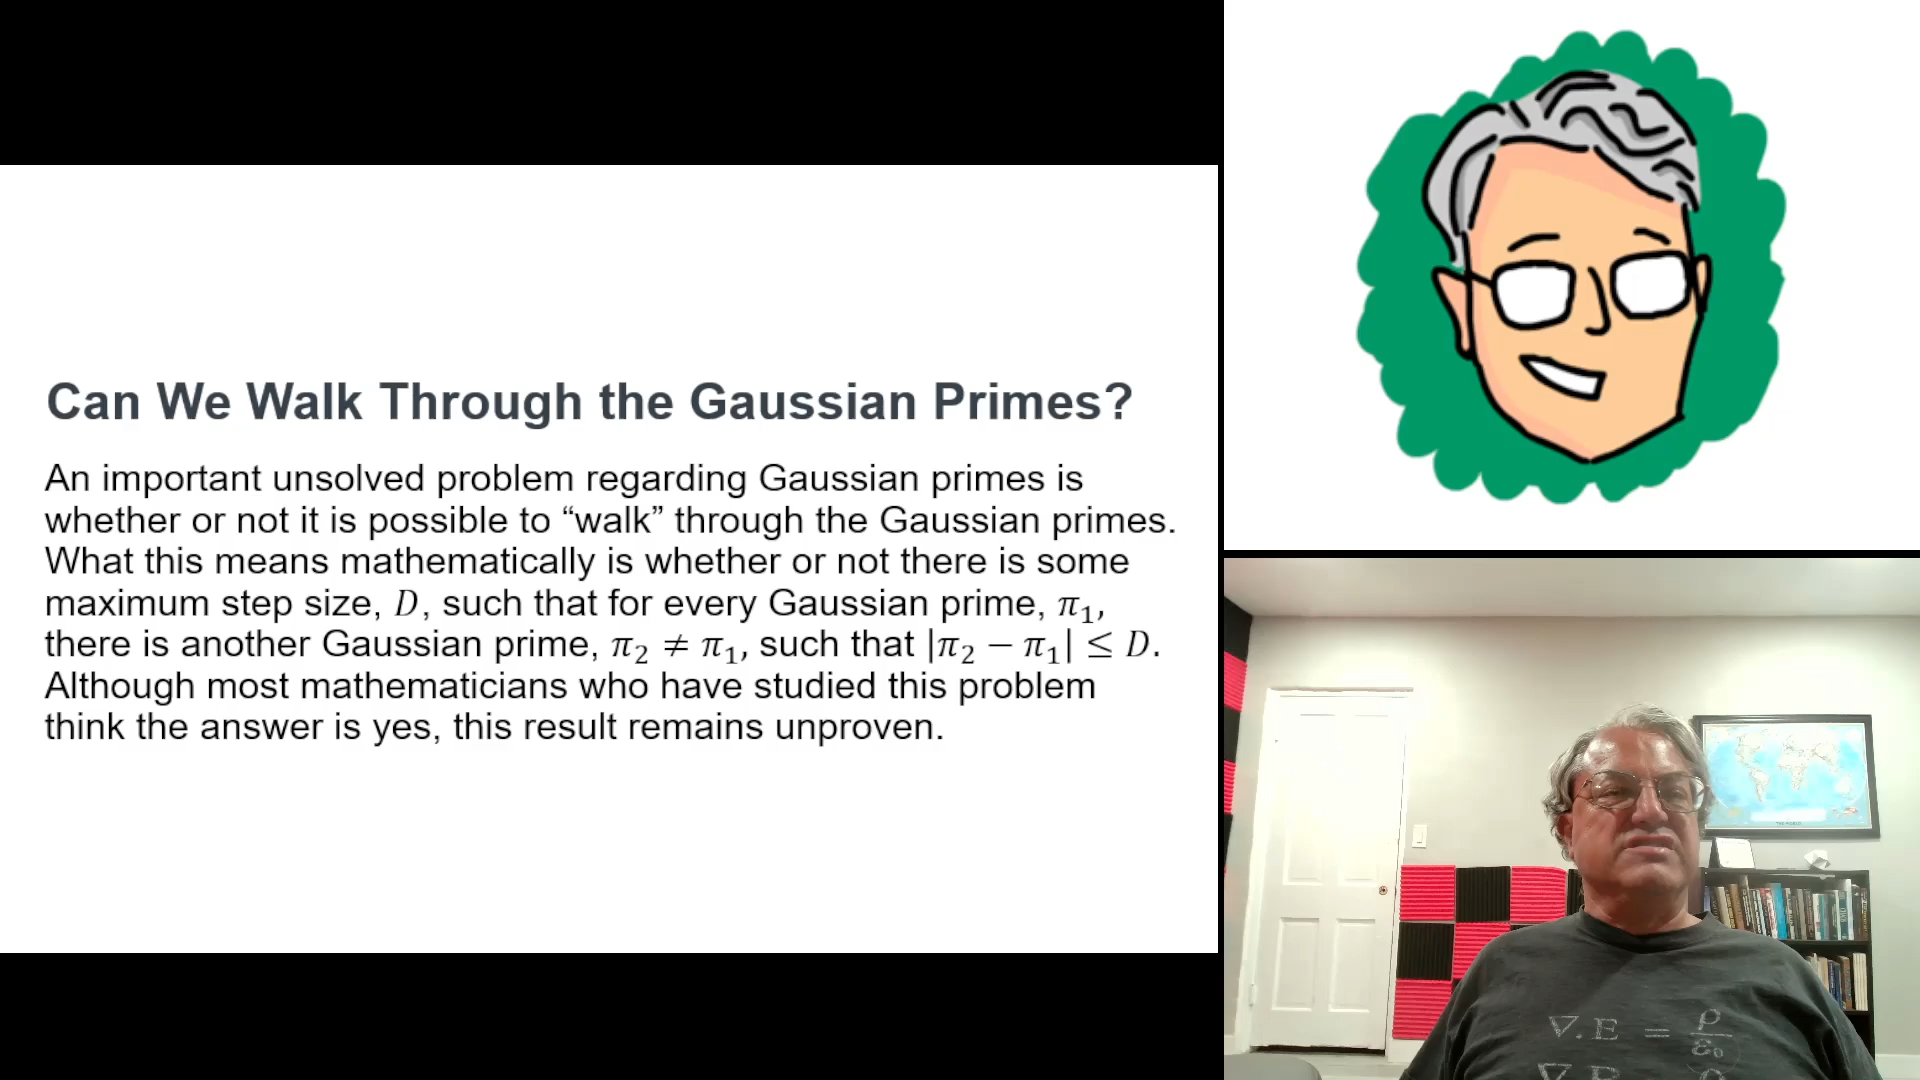 Can We Walk Through the Gaussian Primes?
An important unsolved problem regarding Gaussian primes is
whether or not it is possible to “walk” through the Gaussian primes.
What this means mathematically is whether or not there is some
maximum step size, D, such that for every Gaussian prime, π₁,
there is another Gaussian prime, π₂ ≠ π₁, such that |π₂ − π₁| ≤ D.
Although most mathematicians who have studied this problem
think the answer is yes, this result remains unproven.
THE WORLD
∇·E = ρ/ε₀